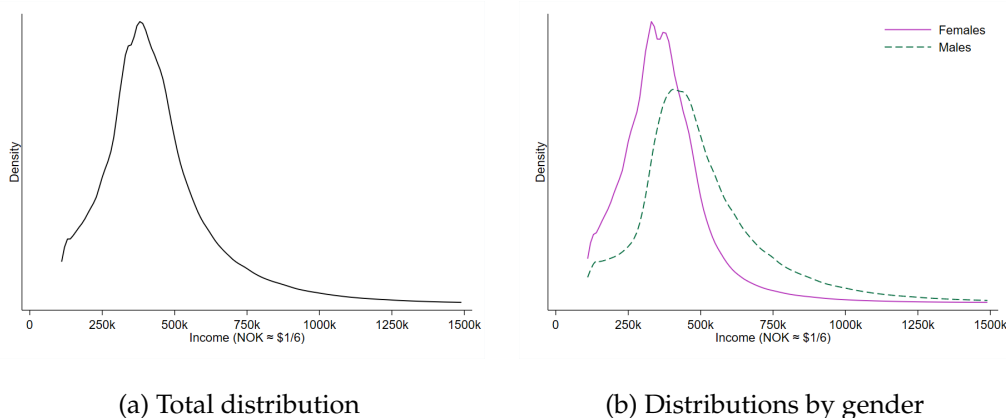 Density
0 250k 500k 750k 1000k 1250k 1500k
Income (NOK ≈ $1/6)
(a) Total distribution
Females
Males
Density
0 250k 500k 750k 1000k 1250k 1500k
Income (NOK ≈ $1/6)
(b) Distributions by gender